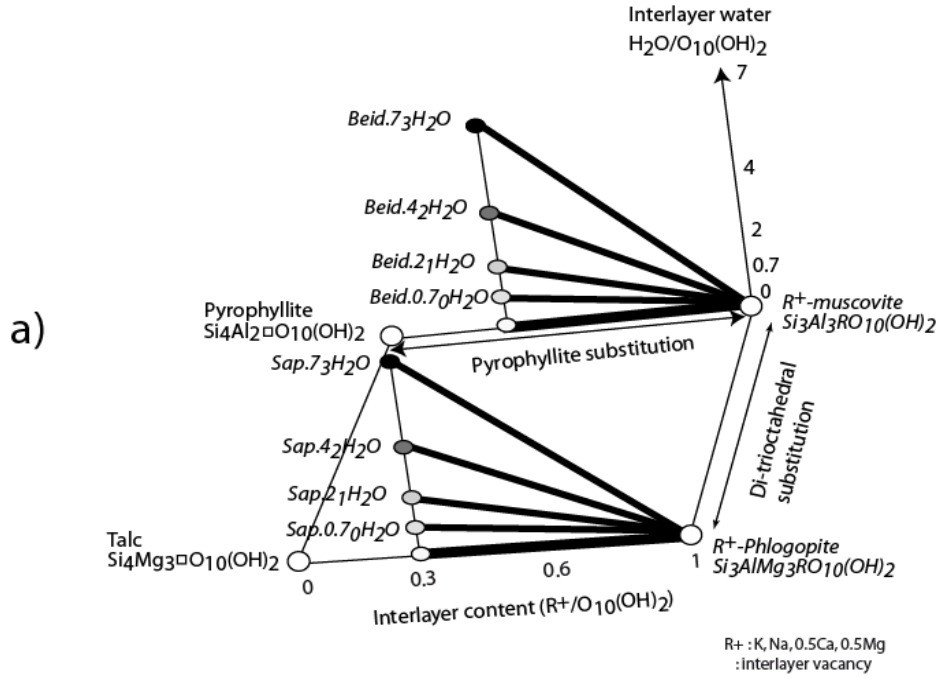 Interlayer water
H₂O/O₁₀(OH)₂
7
Beid.7₃H₂O
4
Beid.4₂H₂O
2
Beid.2₁H₂O
0.7
Beid.0.7₀H₂O
0
R⁺-muscovite
Si₃Al₃RO₁₀(OH)₂
Pyrophyllite
Si₄Al₂□O₁₀(OH)₂
a)
Pyrophyllite substitution
Sap.7₃H₂O
Di-trioctahedral
substitution
Sap.4₂H₂O
Sap.2₁H₂O
Sap.0.7₀H₂O
Talc
Si₄Mg₃□O₁₀(OH)₂
R⁺-Phlogopite
Si₃AlMg₃RO₁₀(OH)₂
0
0.3
0.6
1
Interlayer content (R⁺/O₁₀(OH)₂)
R+ : K, Na, 0.5Ca, 0.5Mg
: interlayer vacancy